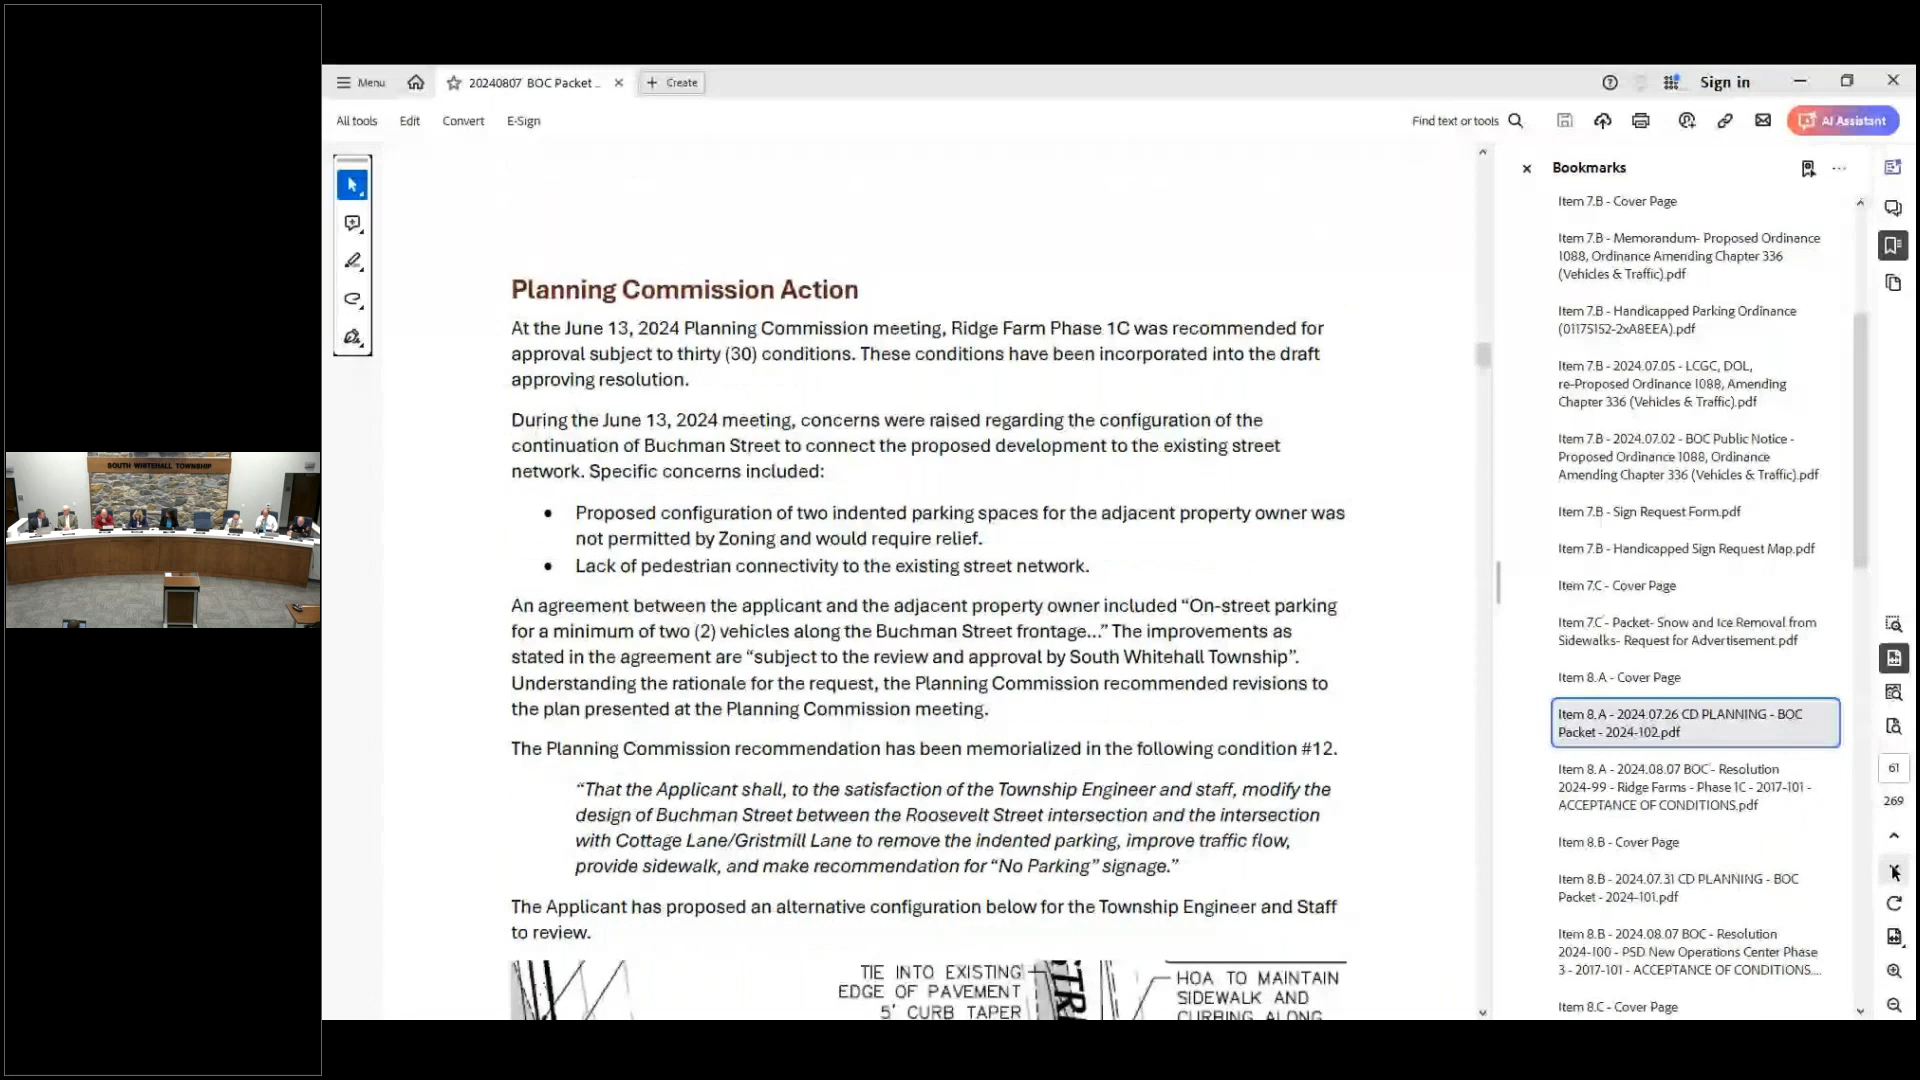 SOUTH WHITEHALL TOWNSHIP
Menu
20240807 BOC Packet ...
Create
Sign in
All tools
Edit
Convert
E-Sign
Find text or tools
AI Assistant
Planning Commission Action
At the June 13, 2024 Planning Commission meeting, Ridge Farm Phase 1C was recommended for
approval subject to thirty (30) conditions. These conditions have been incorporated into the draft
approving resolution.
During the June 13, 2024 meeting, concerns were raised regarding the configuration of the
continuation of Buchman Street to connect the proposed development to the existing street
network. Specific concerns included:
• Proposed configuration of two indented parking spaces for the adjacent property owner was
not permitted by Zoning and would require relief.
• Lack of pedestrian connectivity to the existing street network.
An agreement between the applicant and the adjacent property owner included “On-street parking
for a minimum of two (2) vehicles along the Buchman Street frontage...” The improvements as
stated in the agreement are “subject to the review and approval by South Whitehall Township”.
Understanding the rationale for the request, the Planning Commission recommended revisions to
the plan presented at the Planning Commission meeting.
The Planning Commission recommendation has been memorialized in the following condition #12.
“That the Applicant shall, to the satisfaction of the Township Engineer and staff, modify the
design of Buchman Street between the Roosevelt Street intersection and the intersection
with Cottage Lane/Gristmill Lane to remove the indented parking, improve traffic flow,
provide sidewalk, and make recommendation for “No Parking” signage.”
The Applicant has proposed an alternative configuration below for the Township Engineer and Staff
to review.
TIE INTO EXISTING
EDGE OF PAVEMENT
5' CURB TAPER
HOA TO MAINTAIN
SIDEWALK AND
CURBING ALONG
Bookmarks
Item 7.B - Cover Page
Item 7.B - Memorandum- Proposed Ordinance
1088, Ordinance Amending Chapter 336
(Vehicles & Traffic).pdf
Item 7.B - Handicapped Parking Ordinance
(01175152-2xA8EEA).pdf
Item 7.B - 2024.07.05 - LCGC, DOL,
re-Proposed Ordinance 1088, Amending
Chapter 336 (Vehicles & Traffic).pdf
Item 7.B - 2024.07.02 - BOC Public Notice -
Proposed Ordinance 1088, Ordinance
Amending Chapter 336 (Vehicles & Traffic).pdf
Item 7.B - Sign Request Form.pdf
Item 7.B - Handicapped Sign Request Map.pdf
Item 7.C - Cover Page
Item 7.C - Packet- Snow and Ice Removal from
Sidewalks- Request for Advertisement.pdf
Item 8.A - Cover Page
Item 8.A - 2024.07.26 CD PLANNING - BOC
Packet - 2024-102.pdf
Item 8.A - 2024.08.07 BOC - Resolution
2024-99 - Ridge Farms - Phase 1C - 2017-101 -
ACCEPTANCE OF CONDITIONS.pdf
Item 8.B - Cover Page
Item 8.B - 2024.07.31 CD PLANNING - BOC
Packet - 2024-101.pdf
Item 8.B - 2024.08.07 BOC - Resolution
2024-100 - PSD New Operations Center Phase
3 - 2017-101 - ACCEPTANCE OF CONDITIONS....
Item 8.C - Cover Page
61
269